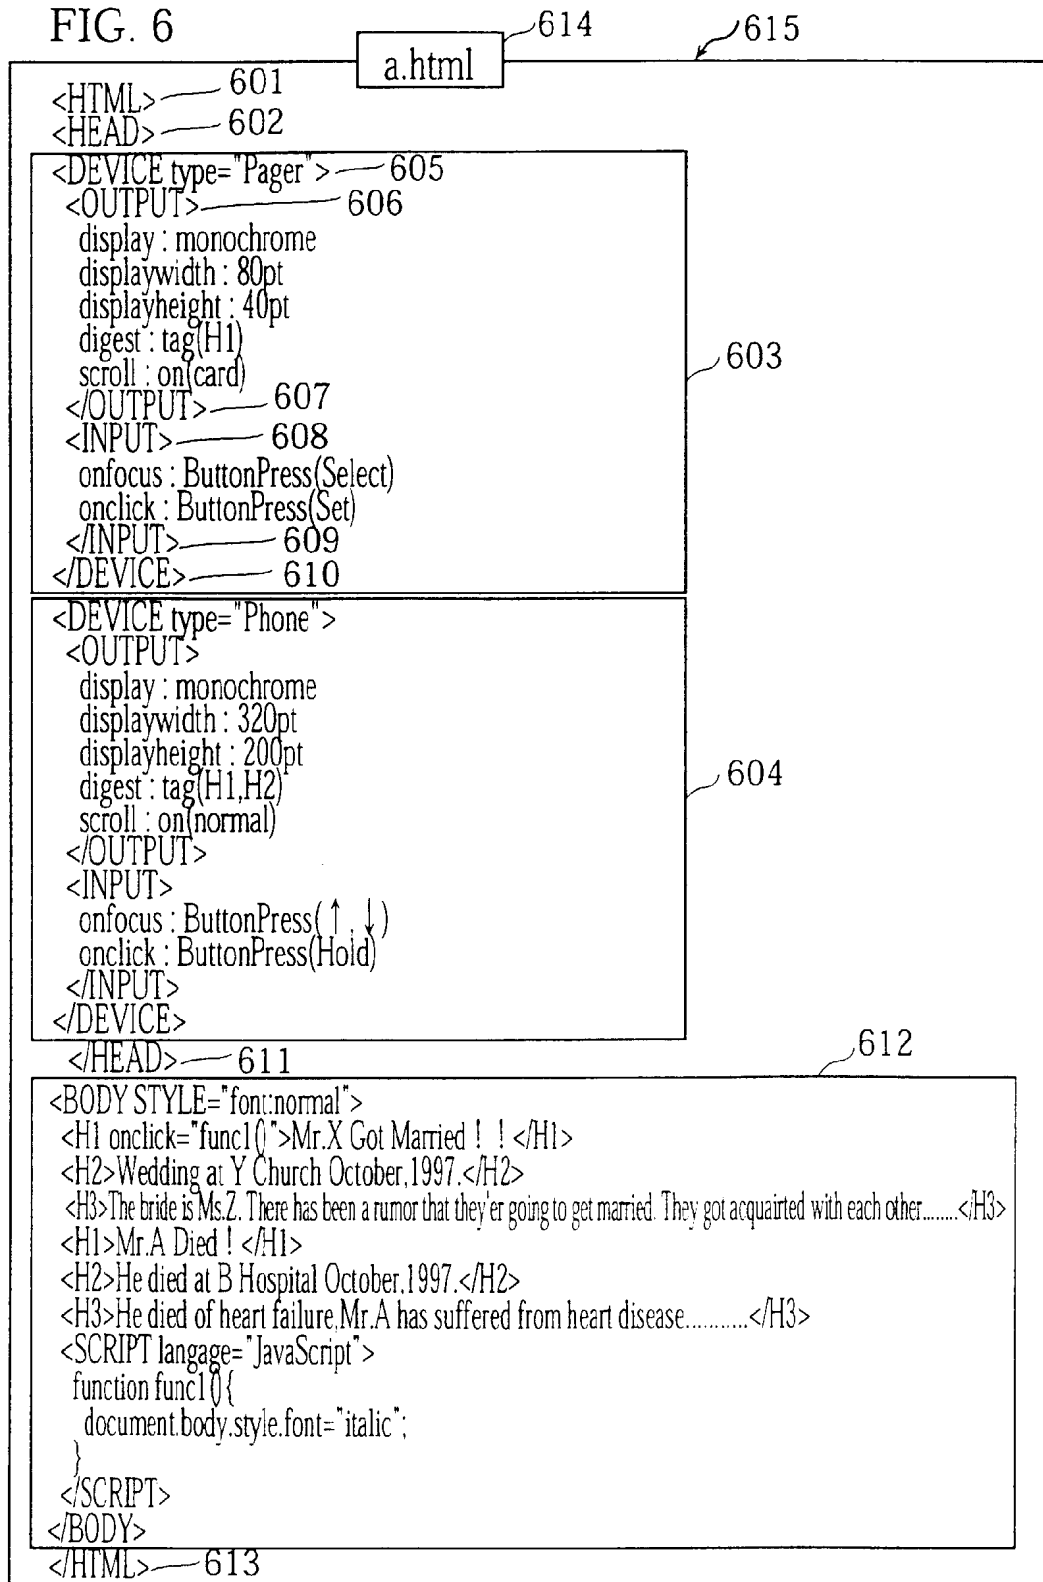 FIG. 6
614
615
a.html
<HTML> 601
<HEAD> 602
<DEVICE type="Pager"> 605
<OUTPUT> 606
display : monochrome
displaywidth : 80pt
displayheight : 40pt
digest : tag(H1)
scroll : on(card)
603
</OUTPUT> 607
<INPUT> 608
onfocus : ButtonPress(Select)
onclick : ButtonPress(Set)
</INPUT> 609
</DEVICE> 610
<DEVICE type="Phone">
<OUTPUT>
display : monochrome
displaywidth : 320pt
displayheight : 200pt
digest : tag(H1,H2)
604
scroll : on(normal)
</OUTPUT>
<INPUT>
onfocus : ButtonPress(↑,↓)
onclick : ButtonPress(Hold)
</INPUT>
</DEVICE>
</HEAD> 611
612
<BODY STYLE="font:normal">
<H1 onclick="func1()">Mr.X Got Married ! ! </H1>
<H2>Wedding at Y Church October,1997.</H2>
<H3>The bride is Ms.Z. There has been a rumor that they'er going to get married. They got acquairted with each other.......</H3>
<H1>Mr.A Died ! </H1>
<H2>He died at B Hospital October,1997.</H2>
<H3>He died of heart failure,Mr.A has suffered from heart disease..........</H3>
<SCRIPT langage="JavaScript">
function func1(){
document.body.style.font="italic";
}
</SCRIPT>
</BODY>
</HTML> 613